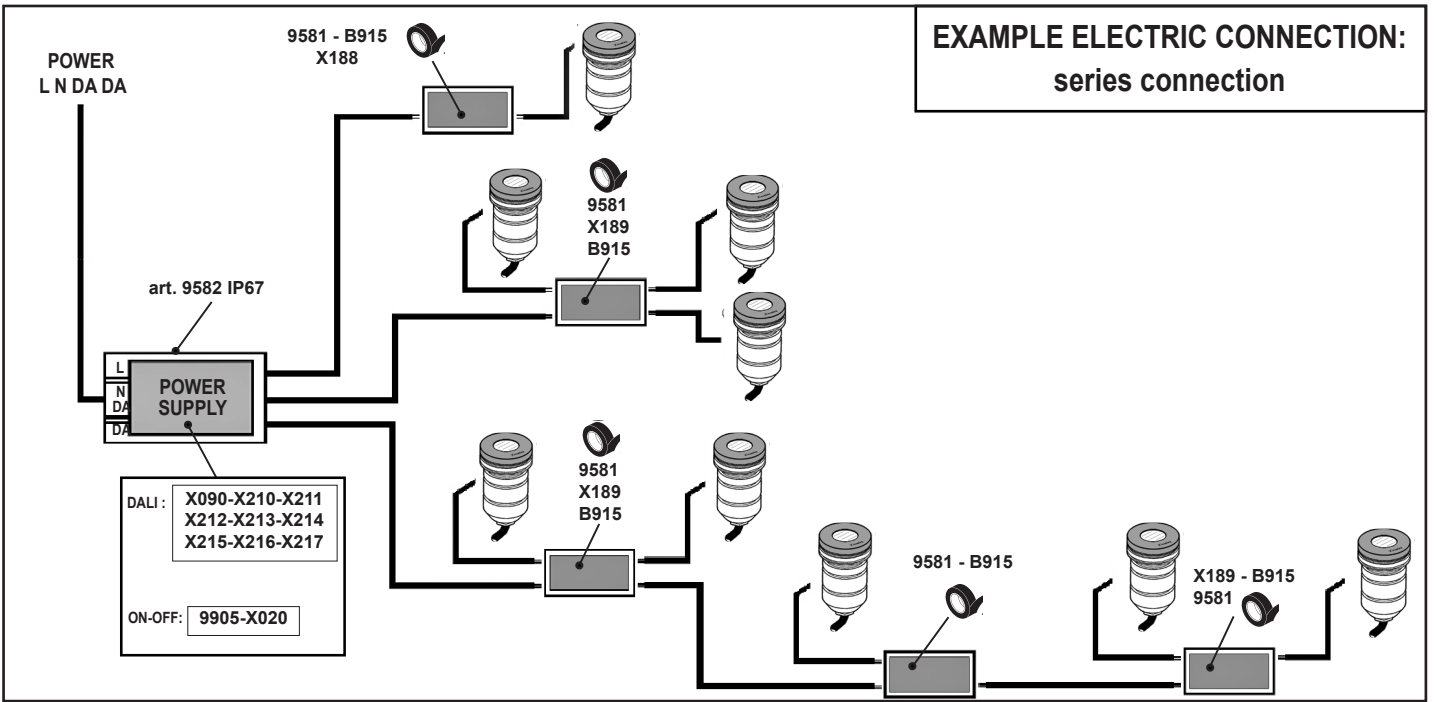 EXAMPLE ELECTRIC CONNECTION:
series connection
POWER
L N DA DA
9581 - B915
X188
9581
X189
B915
art. 9582 IP67
L
N
DA
DA
POWER
SUPPLY
9581
X189
B915
DALI :
X090-X210-X211
X212-X213-X214
X215-X216-X217
ON-OFF:
9905-X020
9581 - B915
X189 - B915
9581